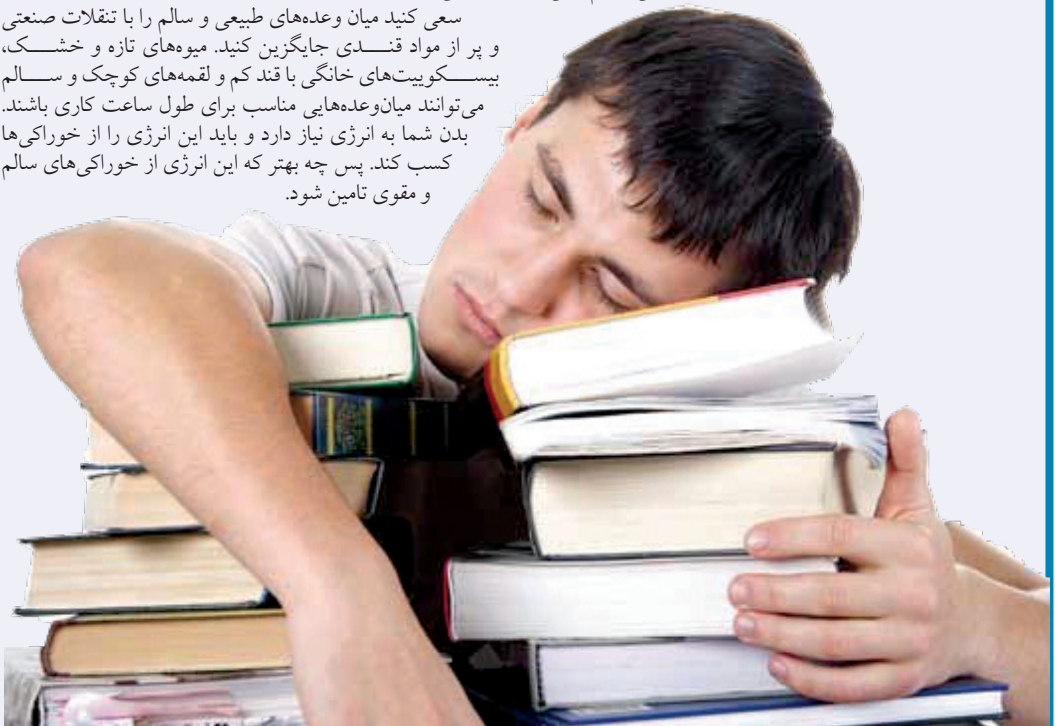 سعی کنید میان وعده‌های طبیعی و سالم را با تنقلات صنعتی
و پر از مواد قندی جایگزین کنید. میوه‌های تازه و خشک،
بیسکوییت‌های خانگی با قند کم و لقمه‌های کوچک و سالم
می‌توانند میان‌وعده‌هایی مناسب برای طول ساعت کاری باشند.
بدن شما به انرژی نیاز دارد و باید این انرژی را از خوراکی‌ها
کسب کند. پس چه بهتر که این انرژی از خوراکی‌های سالم
و مقوی تامین شود.